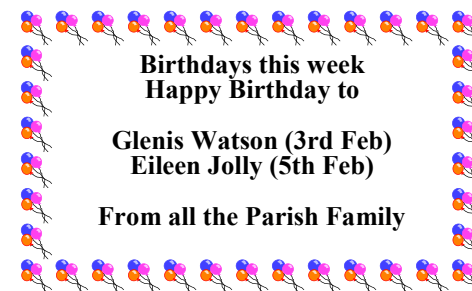 Birthdays this week
Happy Birthday to
Glenis Watson (3rd Feb)
Eileen Jolly (5th Feb)
From all the Parish Family